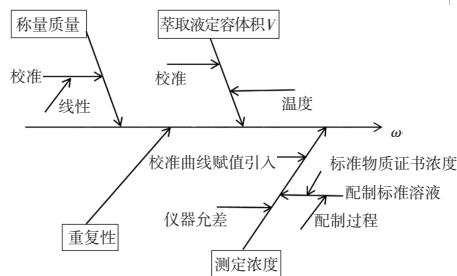 称量质量
萃取液定容体积V
校准
线性
校准
温度
ω
校准曲线赋值引入
标准物质证书浓度
配制标准溶液
仪器允差
配制过程
重复性
测定浓度